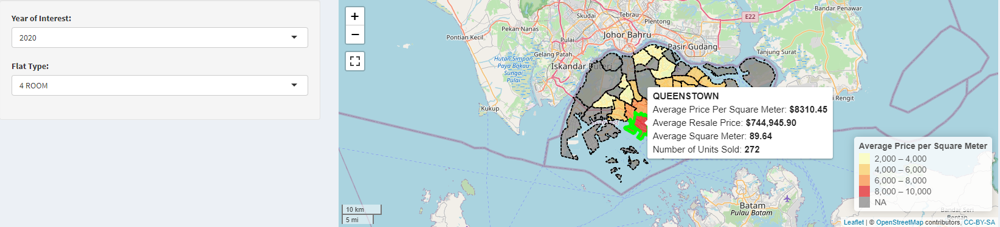 Year of Interest:
2020
Flat Type:
4 ROOM
+
−
Skudai
Tebrau
Plentong
Bandar Penawar
E22
Pekan Nanas
Pontian Kecil
Pulai
Johor Bahru
Pasir Gudang
Gelang Patah
Iskandar Puteri
Tanjung Surat
Hutan Simpan
Paya Bakau
Sungai
Pulai
Kukup
Rengit
QUEENSTOWN
Average Price Per Square Meter: $8310.45
Average Resale Price: $744,945.90
Average Square Meter: 89.64
Number of Units Sold: 272
Average Price per Square Meter
2,000 – 4,000
4,000 – 6,000
6,000 – 8,000
8,000 – 10,000
NA
Batam
Pulau Batam
Bandar Seri
Bentan
10 km
5 mi
Leaflet | © OpenStreetMap contributors, CC-BY-SA